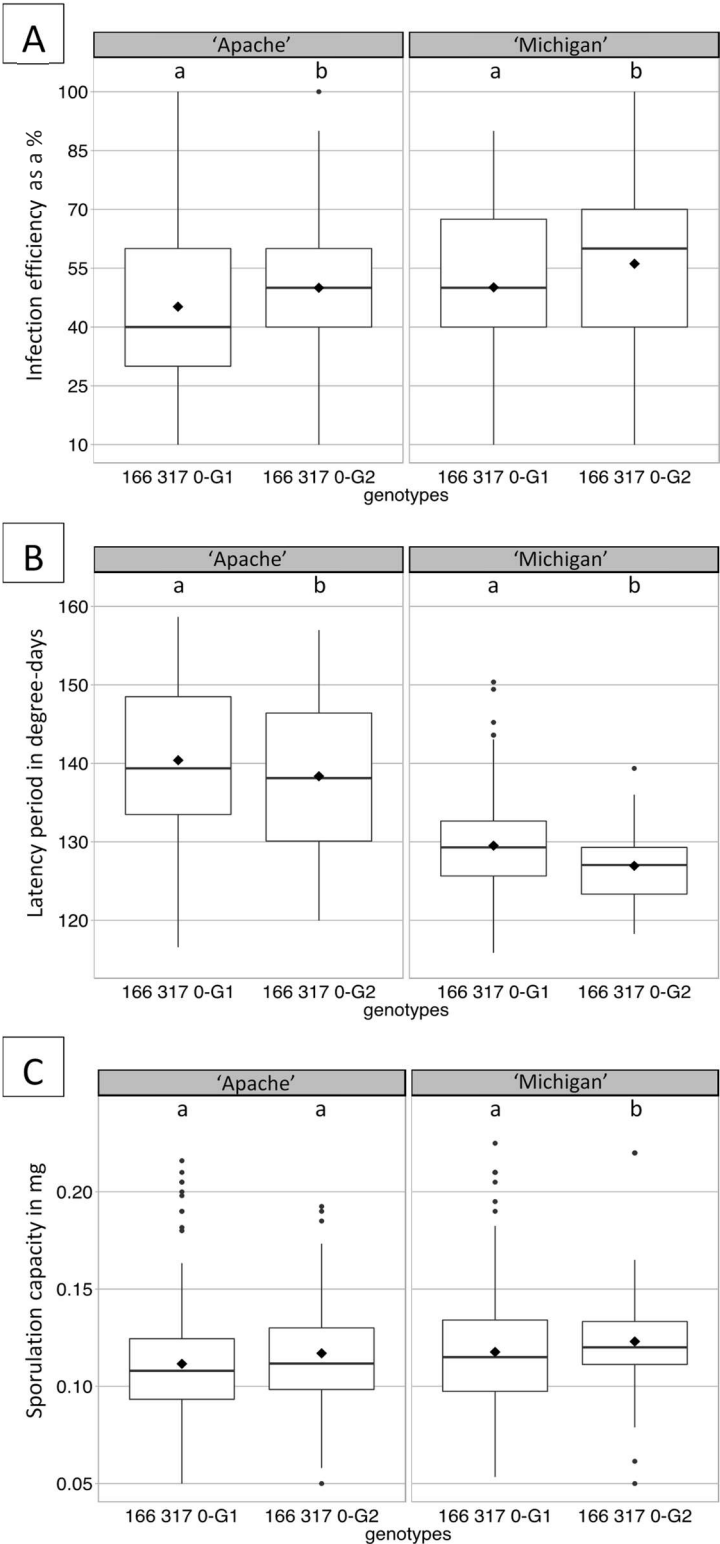 A
‘Apache’ ‘Michigan’
a b a b
Infection efficiency as a %
100
85
70
55
40
25
10
166 317 0-G1 166 317 0-G2 166 317 0-G1 166 317 0-G2
genotypes
B
‘Apache’ ‘Michigan’
a b a b
Latency period in degree-days
160
150
140
130
120
166 317 0-G1 166 317 0-G2 166 317 0-G1 166 317 0-G2
genotypes
C
‘Apache’ ‘Michigan’
a a a b
Sporulation capacity in mg
0.20
0.15
0.10
0.05
166 317 0-G1 166 317 0-G2 166 317 0-G1 166 317 0-G2
genotypes